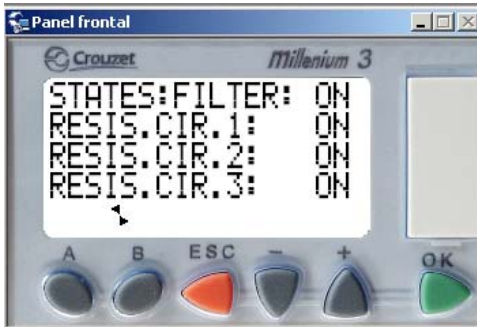 Panel frontal
Crouzet Millenium 3
STATES:FILTER: ON
RESIS.CIR.1: ON
RESIS.CIR.2: ON
RESIS.CIR.3: ON
A B ESC - + OK